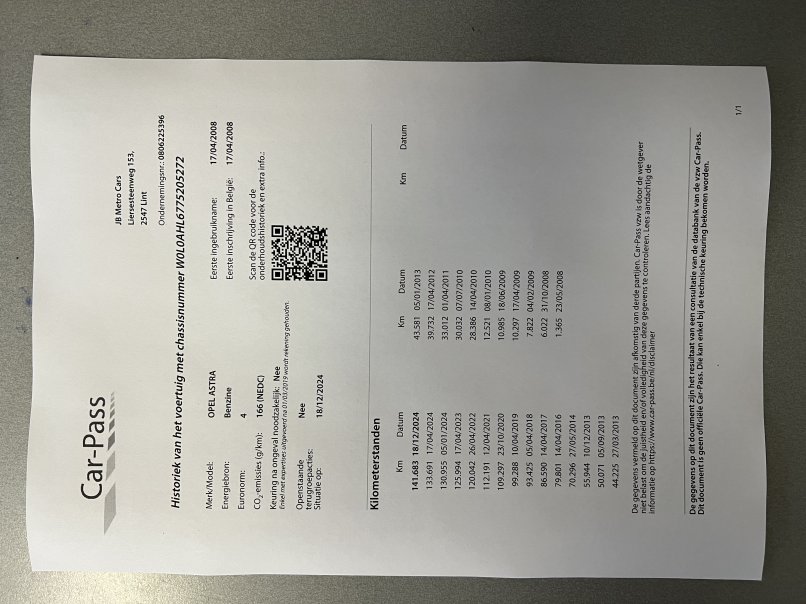 Car-Pass
JB Metro Cars
Liersesteenweg 153,
2547 Lint
Ondernemingsnr.: 0806225396
Historiek van het voertuig met chassisnummer W0L0AHL6775205272
Merk/Model: OPEL ASTRA
Energiebron: Benzine
Euronorm: 4
CO2-emissies (g/km): 166 (NEDC)
Keuring na ongeval noodzakelijk: Nee
Enkel met expertises uitgevoerd na 01/03/2019 wordt rekening gehouden.
Openstaande Nee
terugroepacties:
Situatie op: 18/12/2024
Eerste ingebruikname: 17/04/2008
Eerste inschrijving in België: 17/04/2008
Scan de QR code voor de
onderhoudshistoriek en extra info.:
Kilometerstanden
Km Datum
141.683 18/12/2024
133.691 17/04/2024
130.955 05/01/2024
125.994 17/04/2023
120.042 26/04/2022
112.191 12/04/2021
109.297 23/10/2020
99.288 10/04/2019
93.425 05/04/2018
86.590 14/04/2017
79.801 14/04/2016
70.296 27/05/2014
55.944 10/12/2013
50.071 05/09/2013
44.225 27/03/2013
Km Datum
43.581 05/01/2013
39.732 17/04/2012
33.012 01/04/2011
30.032 07/07/2010
28.386 14/04/2010
12.521 08/01/2010
10.985 18/06/2009
10.297 17/04/2009
7.822 04/02/2009
6.022 31/10/2008
1.365 23/05/2008
Km Datum
De gegevens vermeld op dit document zijn afkomstig van derde partijen. Car-Pass vzw is door de wetgever
niet belast om de juistheid en/of volledigheid van deze gegevens te controleren. Lees aandachtig de
informatie op https://www.car-pass.be/nl/disclaimer
De gegevens op dit document zijn het resultaat van een consultatie van de databank van de vzw Car-Pass.
Dit document is geen officiële Car-Pass. Die kan enkel bij de technische keuring bekomen worden.
1/1